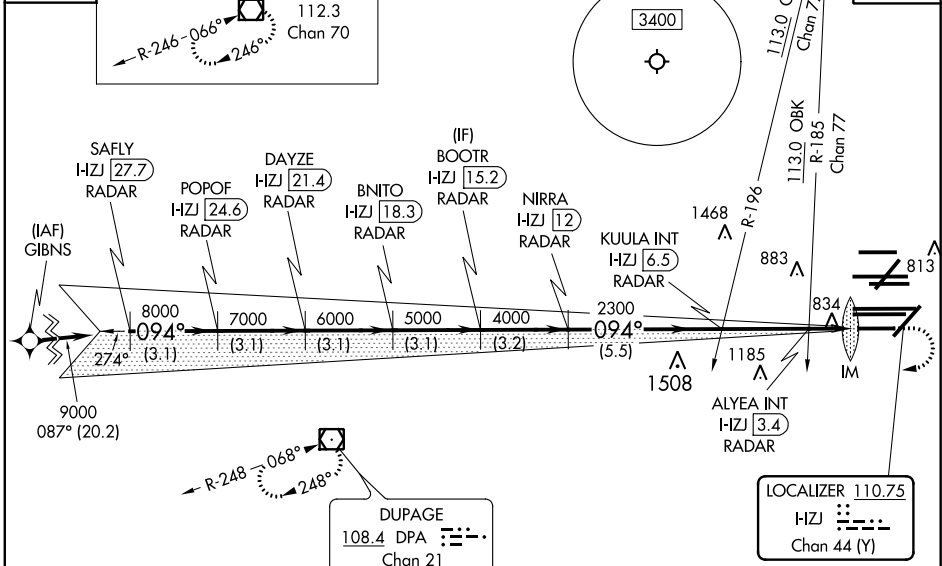 112.3
Chan 70
R-246
066°
246°
3400
113.0 O
Chan 7
113.0 OBK
R-185
Chan 77
R-196
SAFLY
I-IZJ 27.7
RADAR
POPOF
I-IZJ 24.6
RADAR
DAYZE
I-IZJ 21.4
RADAR
BNITO
I-IZJ 18.3
RADAR
(IF)
BOOTR
I-IZJ 15.2
RADAR
NIRRA
I-IZJ 12
RADAR
KUULA INT
I-IZJ 6.5
RADAR
1468
883
813
834
(IAF)
GIBNS
8000
7000
6000
5000
4000
2300
094°
094°
274°
(3.1)
(3.1)
(3.1)
(3.1)
(3.2)
(5.5)
9000
087° (20.2)
1508
1185
IM
ALYEA INT
I-IZJ 3.4
RADAR
R-248
068°
248°
DUPAGE
108.4 DPA
Chan 21
LOCALIZER 110.75
I-IZJ
Chan 44 (Y)